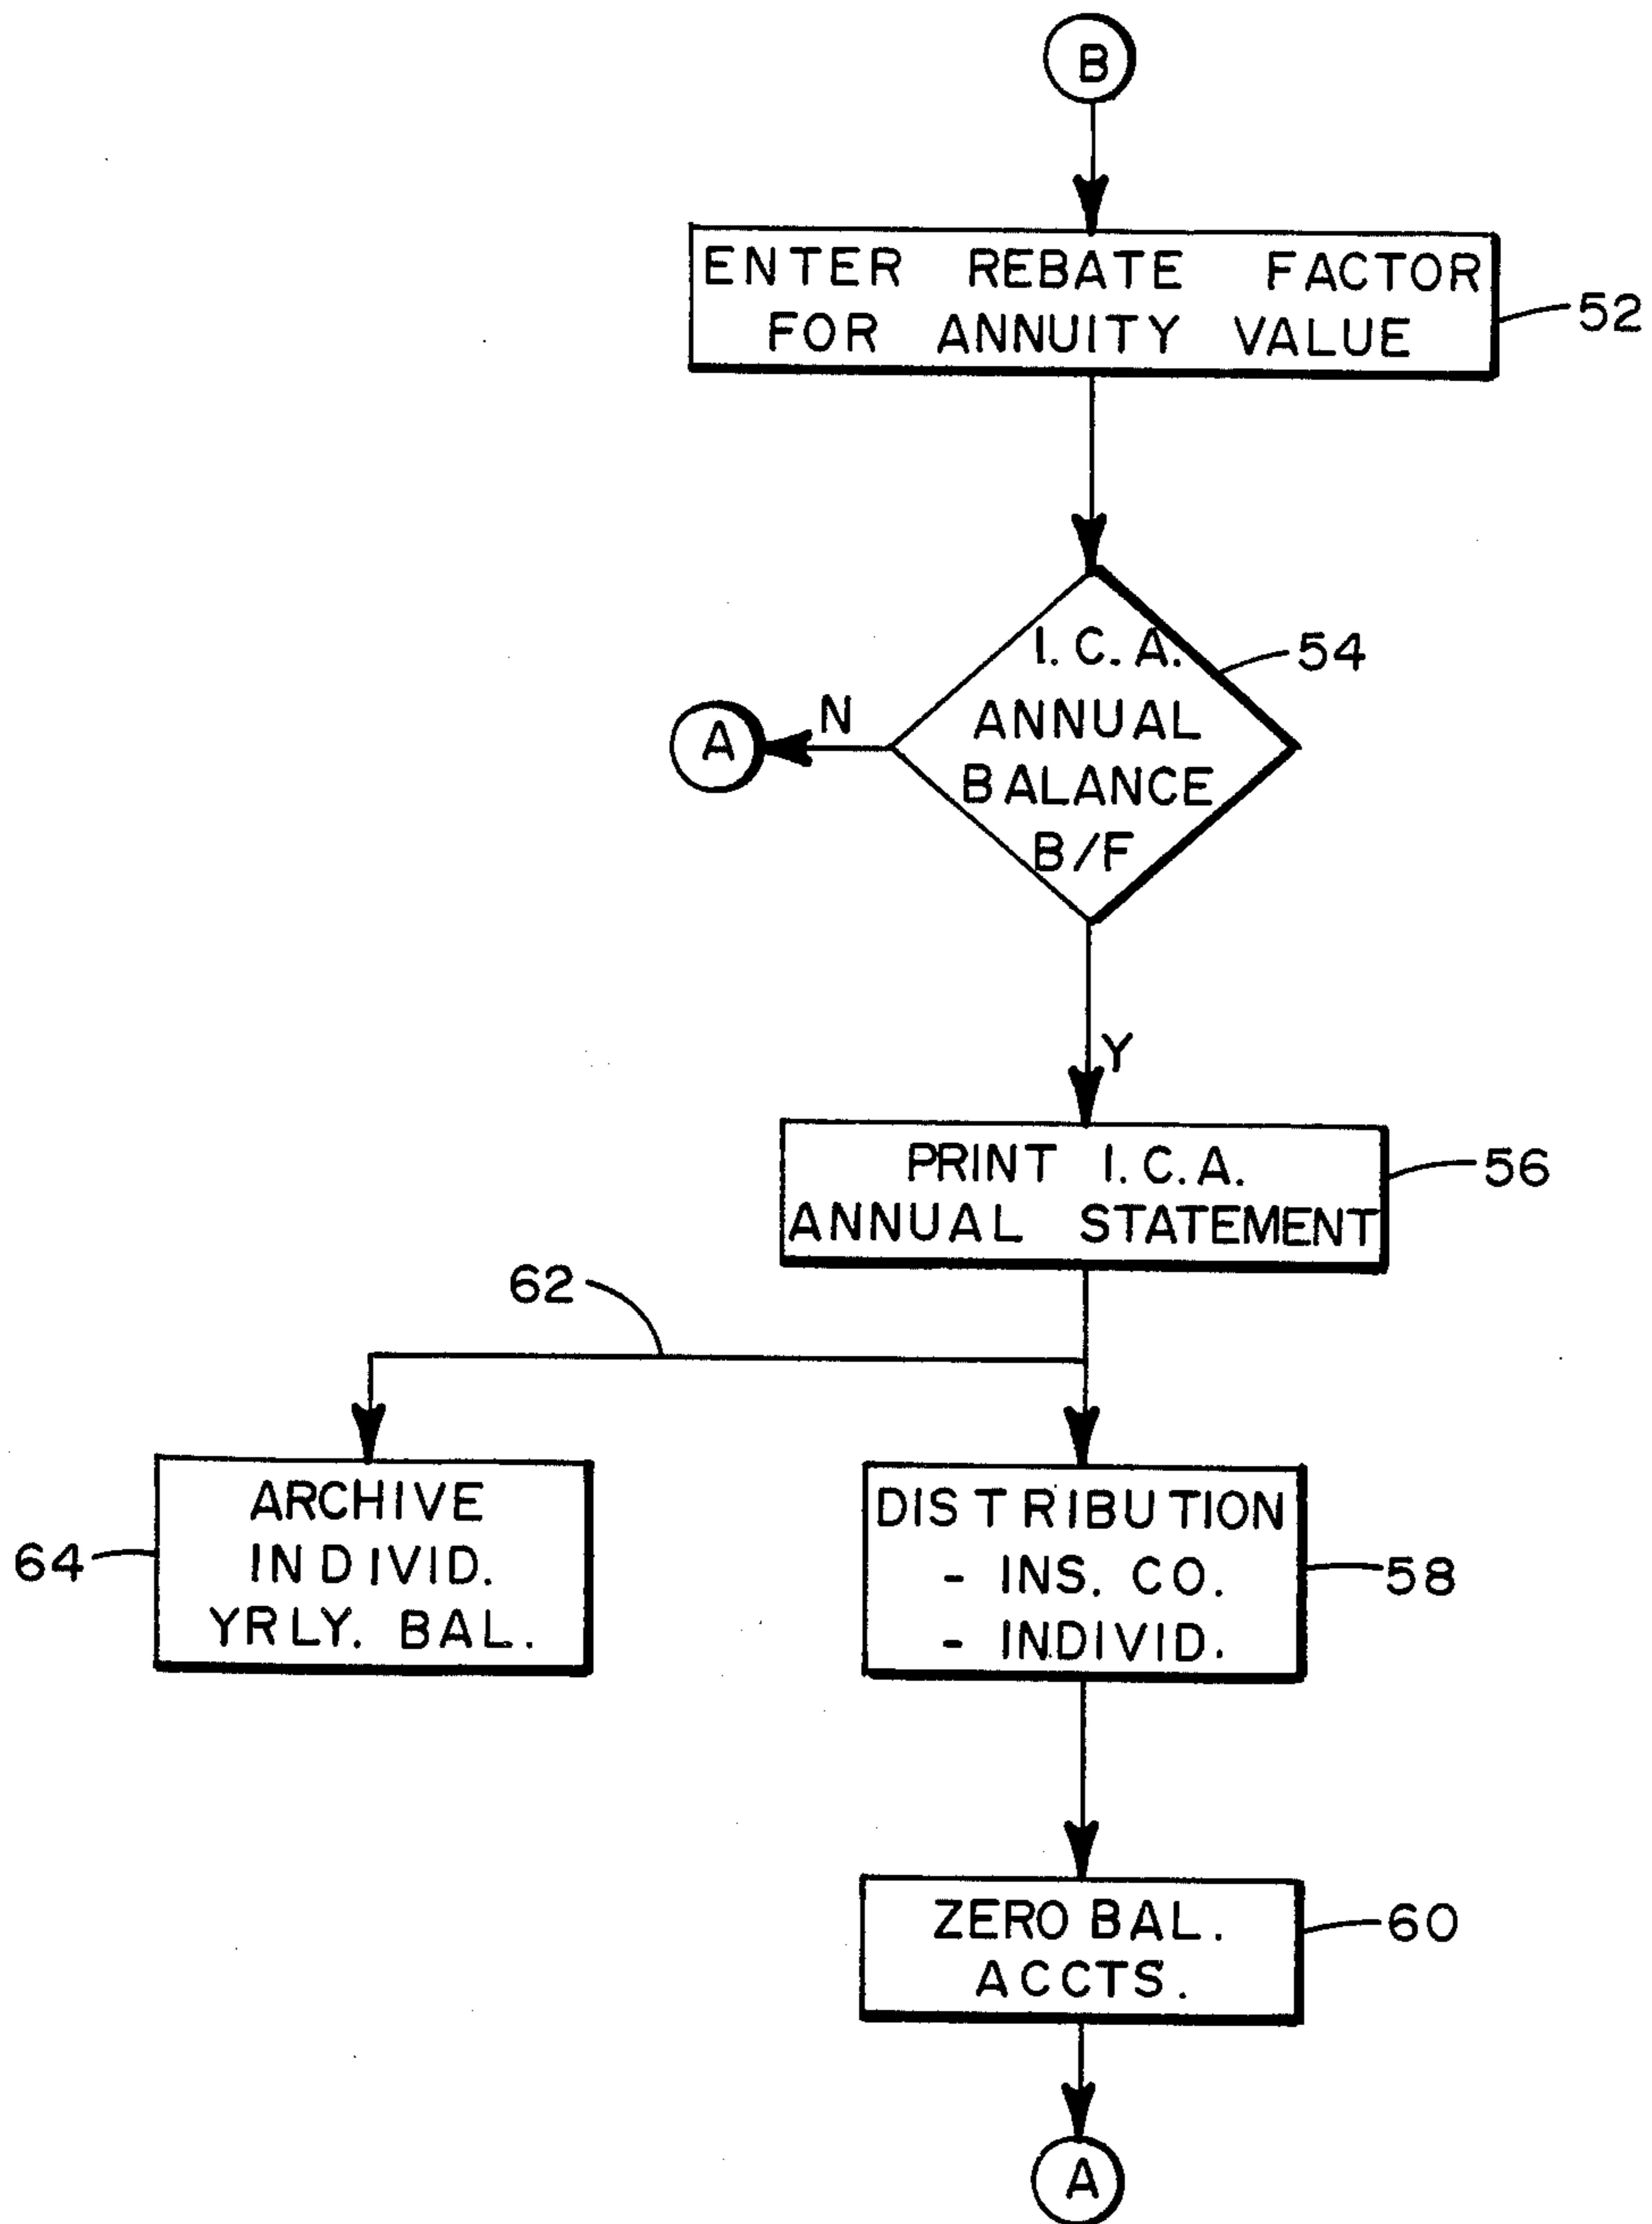 B
ENTER REBATE FACTOR
FOR ANNUITY VALUE
52
I.C.A.
ANNUAL
BALANCE
B/F
54
N
A
Y
PRINT I.C.A.
ANNUAL STATEMENT
56
62
ARCHIVE
INDIVID.
YRLY. BAL.
64
DISTRIBUTION
- INS. CO.
- INDIVID.
58
ZERO BAL.
ACCTS.
60
A